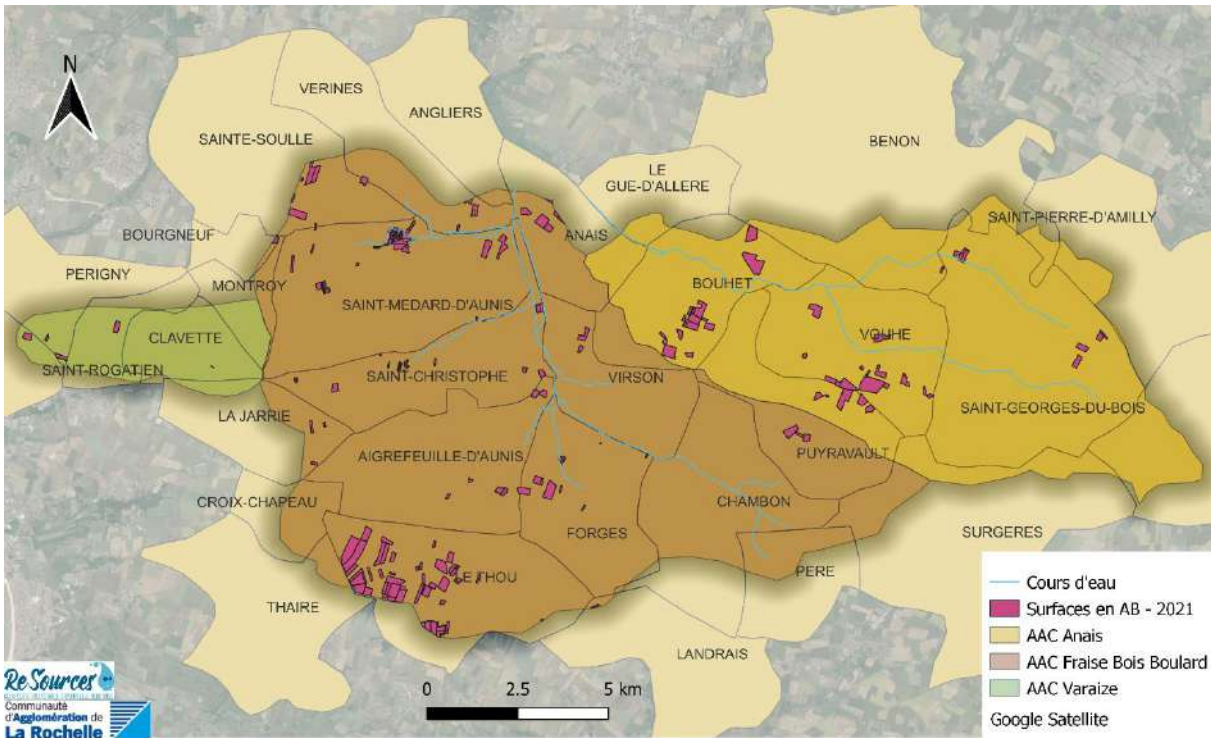 N
VERINES
ANGLIERS
SAINTE-SOULLE
BENON
LE
GUE-D'ALLERE
SAINT-PIERRE-D'AMILLY
BOURGNEUF
ANAIS
PERIGNY
MONTROY
BOUHET
SAINT-MEDARD-D'AUNIS
CLAVETTE
VOUHE
SAINT-ROGATIEN
SAINT-CHRISTOPHE
VIRSON
SAINT-GEORGES-DU-BOIS
LA JARRIE
AIGREFEUILLE-D'AUNIS
PUYRAVAULT
CROIX-CHAPEAU
CHAMBON
FORGES
SURGERES
LE THOU
PERE
THAIRE
LANDRAIS
Cours d'eau
Surfaces en AB - 2021
AAC Anais
AAC Fraise Bois Boulard
AAC Varaize
Google Satellite
0 2.5 5 km
Re Sources
Communauté
d'Agglomération de
La Rochelle